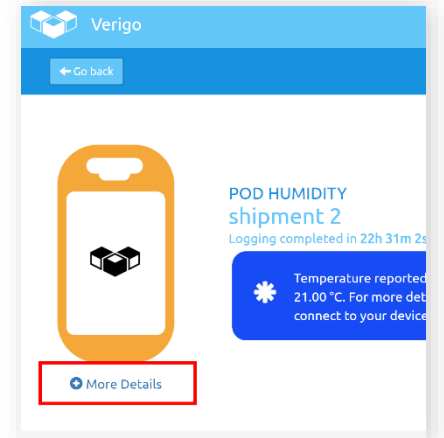 Verigo
Go back
POD HUMIDITY
shipment 2
Logging completed in 22h 31m 2s
Temperature reported
21.00 °C. For more det
connect to your device
More Details